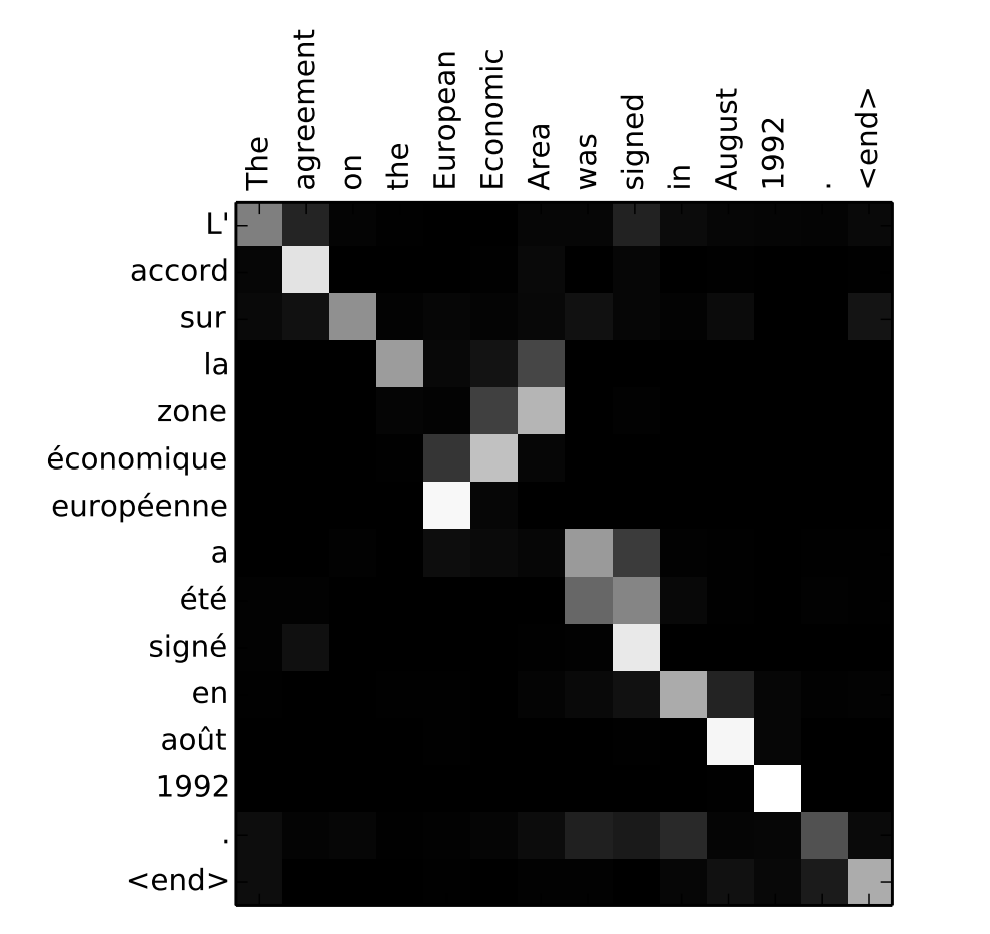 The
agreement
on
the
European
Economic
Area
was
signed
in
August
1992
.
<end>
L'
accord
sur
la
zone
économique
européenne
a
été
signé
en
août
1992
.
<end>